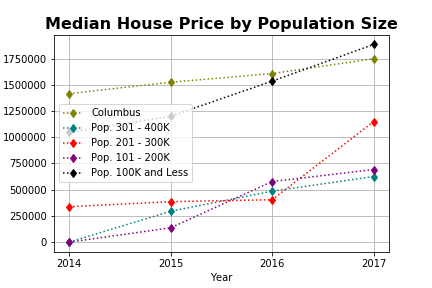 Median House Price by Population Size
1750000
1500000
1250000
1000000
750000
500000
250000
0
Columbus
Pop. 301 - 400K
Pop. 201 - 300K
Pop. 101 - 200K
Pop. 100K and Less
2014 2015 2016 2017
Year